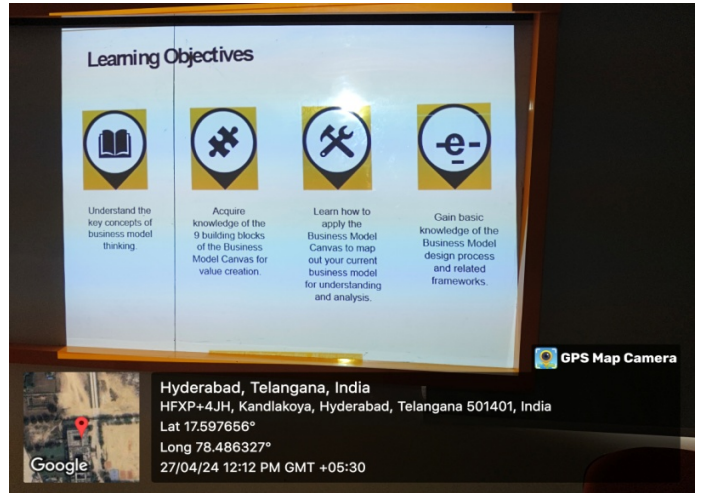 Learning Objectives
Understand the
key concepts of
business model
thinking.
Acquire
knowledge of the
9 building blocks
of the Business
Model Canvas for
value creation.
Learn how to
apply the
Business Model
Canvas to map
out your current
business model
for understanding
and analysis.
-e-
Gain basic
knowledge of the
Business Model
design process
and related
frameworks.
GPS Map Camera
Google
Hyderabad, Telangana, India
HFXP+4JH, Kandlakoya, Hyderabad, Telangana 501401, India
Lat 17.597656°
Long 78.486327°
27/04/24 12:12 PM GMT +05:30